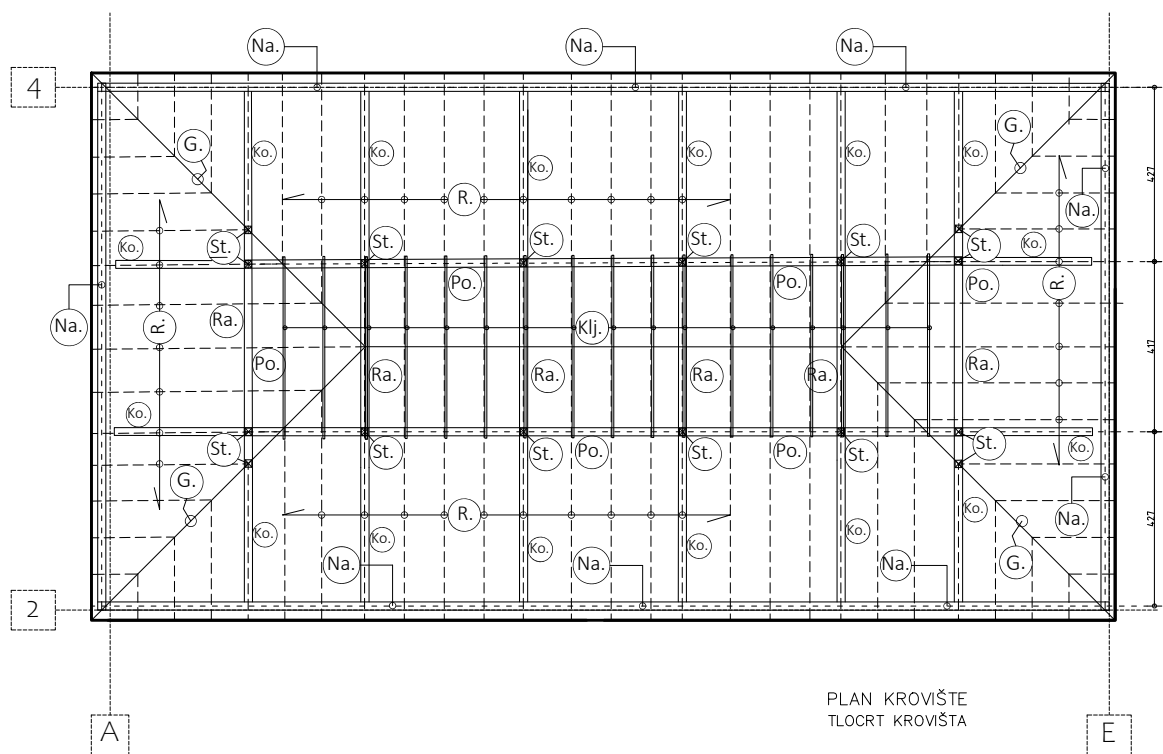 Na. Na. Na.
4
G. G.
Ko. Ko. Ko. Ko. Ko. Ko.
427
R. Na.
Ko. St. St. St. St. St. St. Ko.
Po. Po. Po. R.
Na. Ra. R. Klj.
417
Po. Ra. Ra. Ra. Ra.
Ko.
St. St. St. Po. St. Po. St. St. Ko.
G. R. Na.
Ko. Ko. Ko. Ko. Ko. Ko.
427
Na. Na. Na. G.
2
PLAN KROVIŠTE
TLOCRT KROVIŠTA
A E